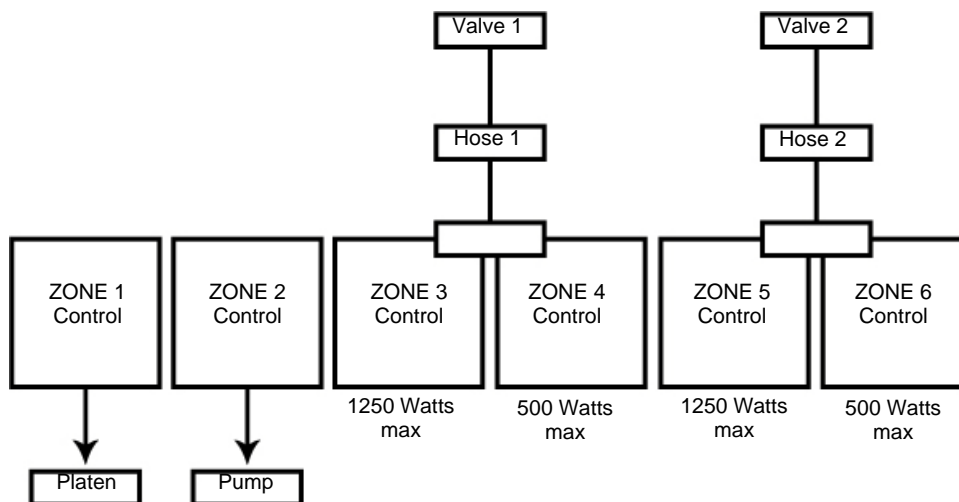 Valve 1
Valve 2
Hose 1
Hose 2
ZONE 1
Control
ZONE 2
Control
ZONE 3
Control
ZONE 4
Control
ZONE 5
Control
ZONE 6
Control
1250 Watts
max
500 Watts
max
1250 Watts
max
500 Watts
max
Platen
Pump